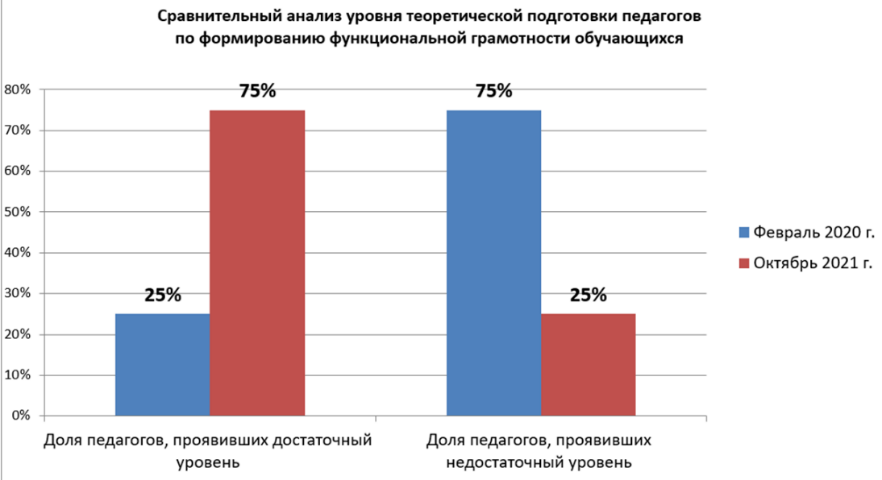 Сравнительный анализ уровня теоретической подготовки педагогов
по формированию функциональной грамотности обучающихся
80%
70%
60%
50%
40%
30%
20%
10%
0%
25%
75%
75%
25%
Доля педагогов, проявивших достаточный
уровень
Доля педагогов, проявивших
недостаточный уровень
Февраль 2020 г.
Октябрь 2021 г.